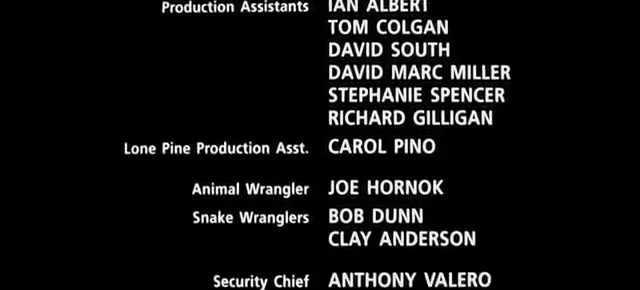 Production Assistants IAN ALBERT
TOM COLGAN
DAVID SOUTH
DAVID MARC MILLER
STEPHANIE SPENCER
RICHARD GILLIGAN
Lone Pine Production Asst. CAROL PINO
Animal Wrangler JOE HORNOK
Snake Wranglers BOB DUNN
CLAY ANDERSON
Security Chief ANTHONY VALERO